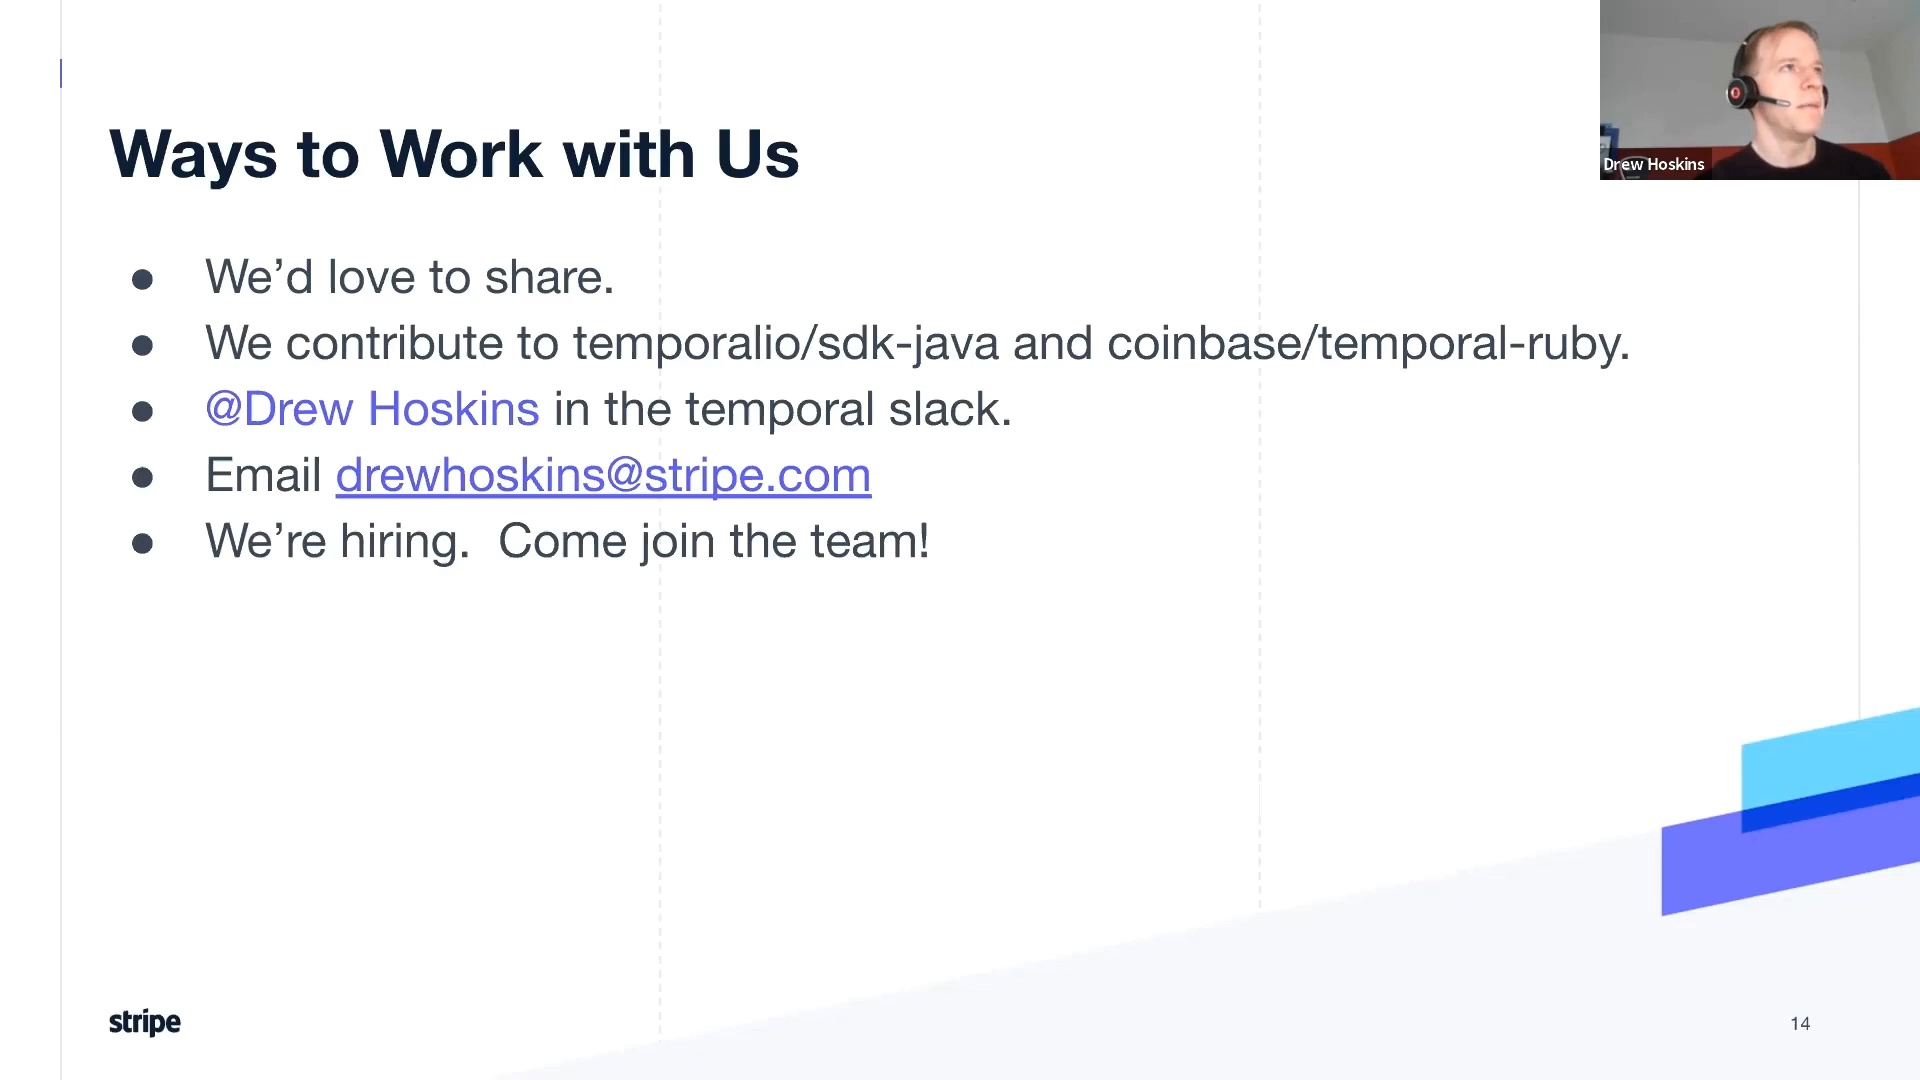 Ways to Work with Us
Drew Hoskins
We’d love to share.
We contribute to temporalio/sdk-java and coinbase/temporal-ruby.
@Drew Hoskins in the temporal slack.
Email drewhoskins@stripe.com
We’re hiring.  Come join the team!
stripe
14